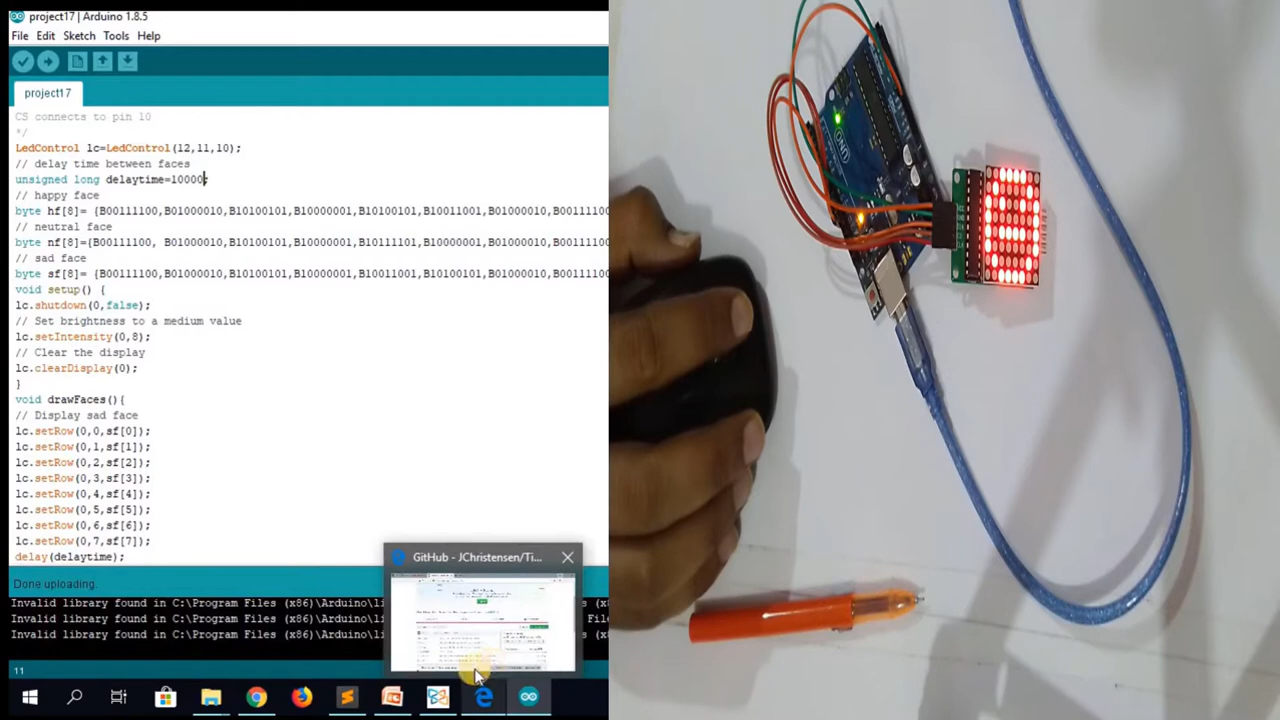 project17 | Arduino 1.8.5
File Edit Sketch Tools Help
project17
CS connects to pin 10
*/
LedControl lc=LedControl(12,11,10);
// delay time between faces
unsigned long delaytime=10000;
// happy face
byte hf[8]= {B00111100,B01000010,B10100101,B10000001,B10100101,B10011001,B01000010,B0011110
// neutral face
byte nf[8]={B00111100, B01000010,B10100101,B10000001,B10111101,B10000001,B01000010,B0011110
// sad face
byte sf[8]= {B00111100,B01000010,B10100101,B10000001,B10011001,B10100101,B01000010,B0011110
void setup() {
lc.shutdown(0,false);
// Set brightness to a medium value
lc.setIntensity(0,8);
// Clear the display
lc.clearDisplay(0);
}
void drawFaces(){
// Display sad face
lc.setRow(0,0,sf[0]);
lc.setRow(0,1,sf[1]);
lc.setRow(0,2,sf[2]);
lc.setRow(0,3,sf[3]);
lc.setRow(0,4,sf[4]);
lc.setRow(0,5,sf[5]);
lc.setRow(0,6,sf[6]);
lc.setRow(0,7,sf[7]);
delay(delaytime);
GitHub - JChristensen/Ti...
Done uploading.
Invalid library found in C:\Program Files (x86)\Arduino\li
Invalid library found in C:\Program Files (x86)\Arduino\li
Invalid library found in C:\Program Files (x86)\Arduino\li
11
UNO